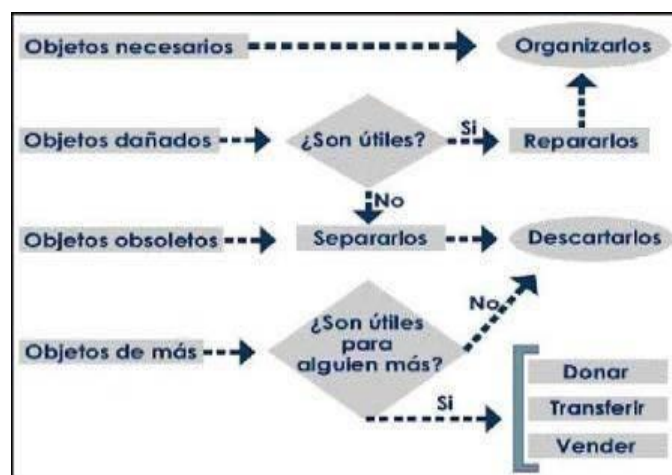 Objetos necesarios
Organizarlos
Objetos dañados
¿Son útiles?
Si
Repararlos
No
Objetos obsoletos
Separarlos
Descartarlos
Objetos de más
¿Son útiles
para
alguien más?
No
Si
Donar
Transferir
Vender